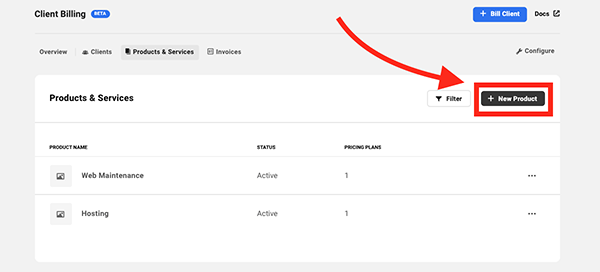 Client Billing BETA + Bill Client Docs
Overview Clients Products & Services Invoices Configure
Products & Services Filter + New Product
PRODUCT NAME STATUS PRICING PLANS
Web Maintenance Active 1 ...
Hosting Active 1 ...